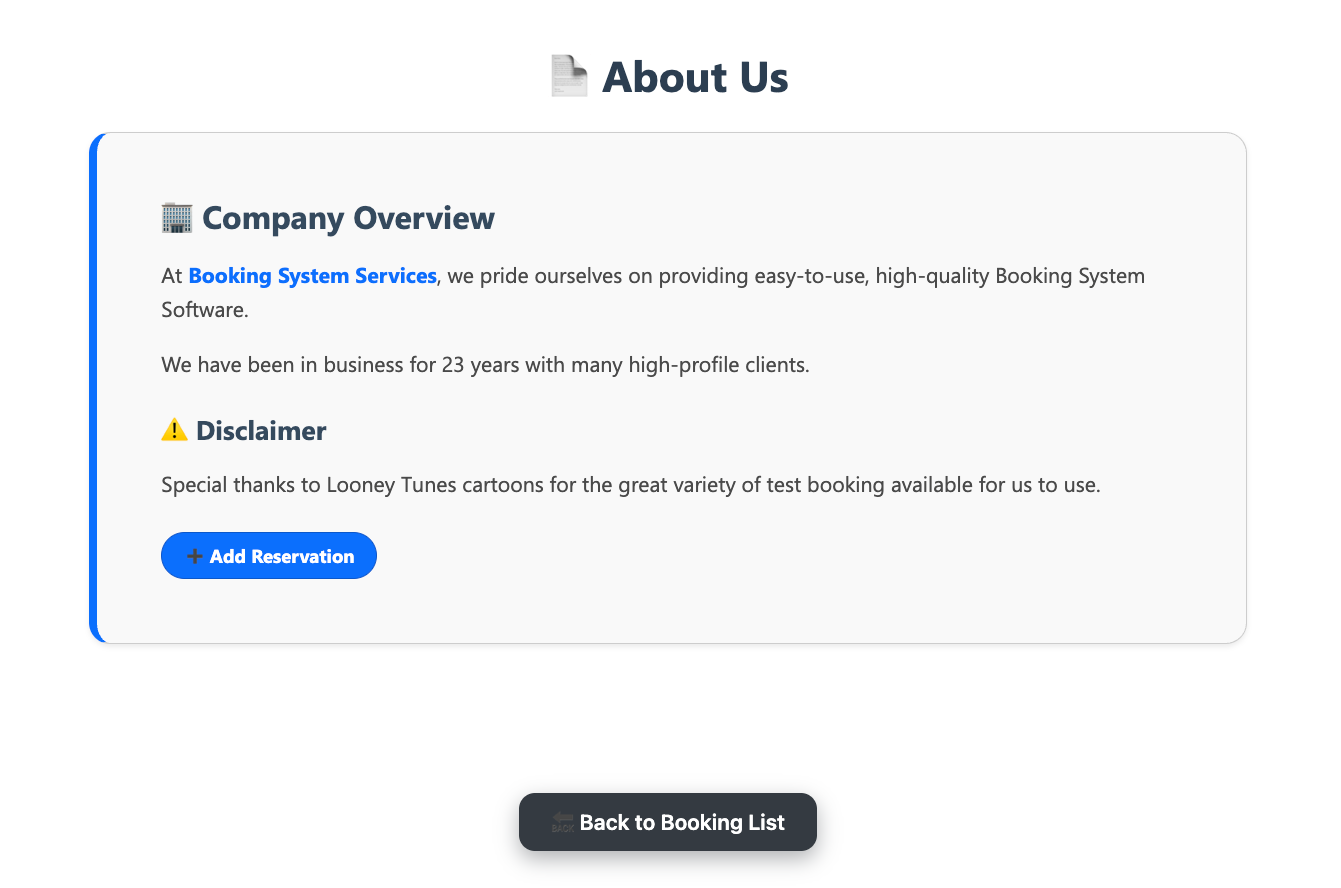 About Us
Company Overview
At Booking System Services, we pride ourselves on providing easy-to-use, high-quality Booking System
Software.
We have been in business for 23 years with many high-profile clients.
Disclaimer
Special thanks to Looney Tunes cartoons for the great variety of test booking available for us to use.
Add Reservation
BACK Back to Booking List